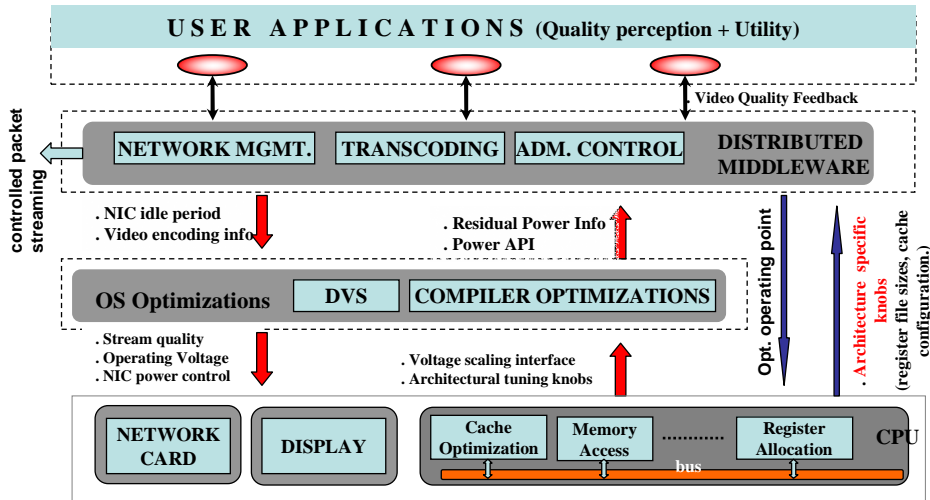 USER APPLICATIONS (Quality perception + Utility)
. Video Quality Feedback
NETWORK MGMT.
TRANSCODING
ADM. CONTROL
DISTRIBUTED
MIDDLEWARE
controlled packet
streaming
. NIC idle period
. Video encoding info
. Residual Power Info
. Power API
OS Optimizations
DVS
COMPILER OPTIMIZATIONS
Opt. operating point
. Architecture specific
knobs
(register file sizes, cache
configuration.)
. Stream quality
. Operating Voltage
. NIC power control
. Voltage scaling interface
. Architectural tuning knobs
NETWORK
CARD
DISPLAY
Cache
Optimization
Memory
Access
............
Register
Allocation
CPU
bus